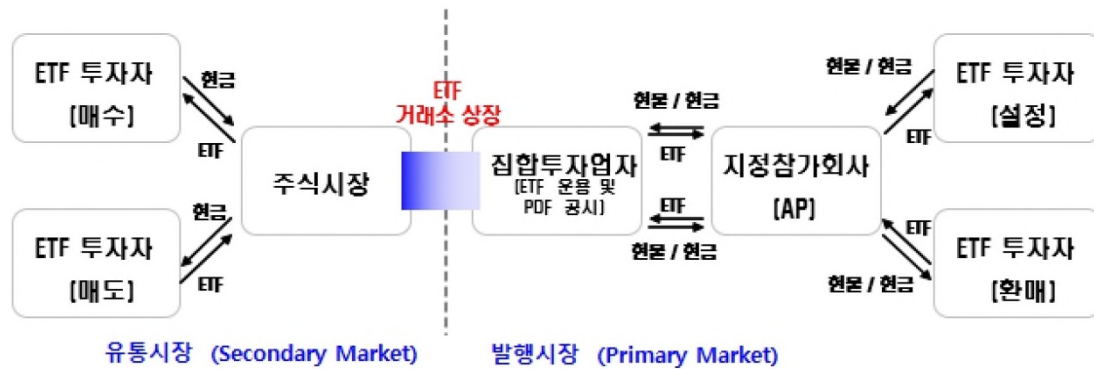 ETF 투자자
[매수]
현금
ETF
ETF 투자자
[매도]
현금
ETF
주식시장
ETF
거래소 상장
집합투자업자
[ETF 운용 및
PDF 공시]
현물 / 현금
ETF
ETF
현물 / 현금
지정참가회사
[AP]
현물 / 현금
ETF
ETF 투자자
[설정]
ETF
현물 / 현금
ETF 투자자
[환매]
유통시장 (Secondary Market)
발행시장 (Primary Market)